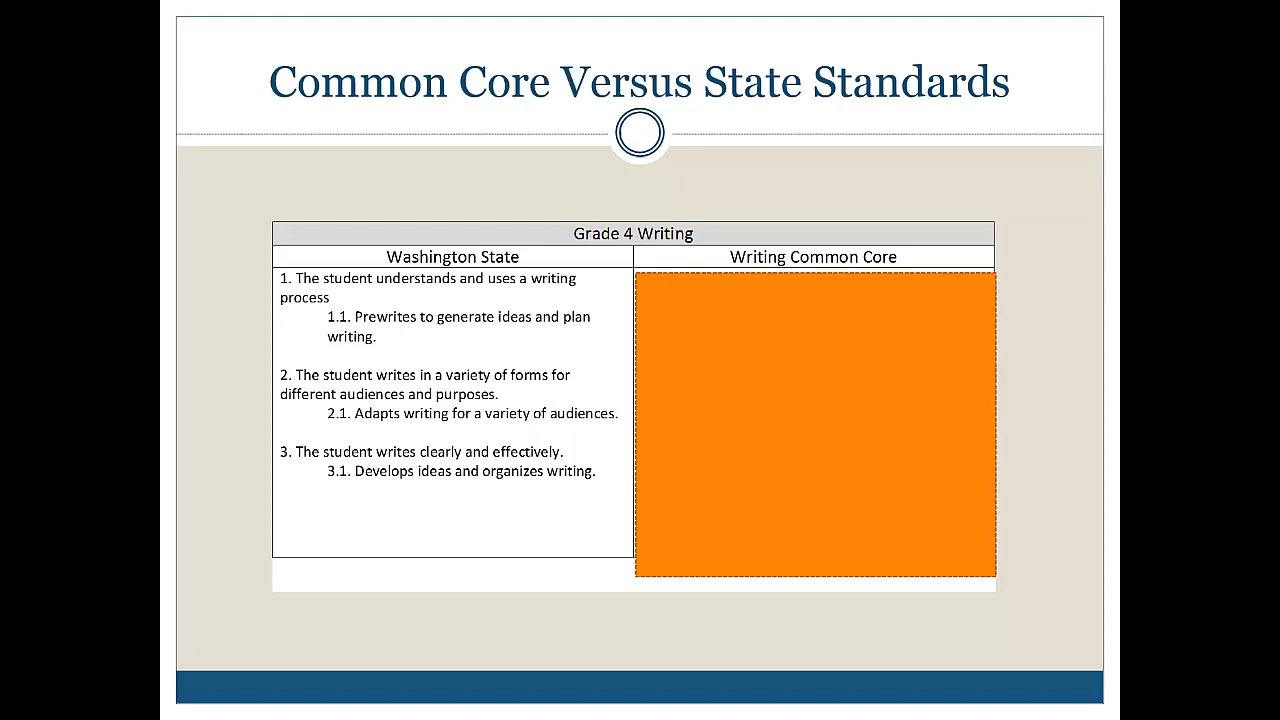 Common Core Versus State Standards
Grade 4 Writing
Washington State
Writing Common Core
1. The student understands and uses a writing
process
1.1. Prewrites to generate ideas and plan
writing.
2. The student writes in a variety of forms for
different audiences and purposes.
2.1. Adapts writing for a variety of audiences.
3. The student writes clearly and effectively.
3.1. Develops ideas and organizes writing.